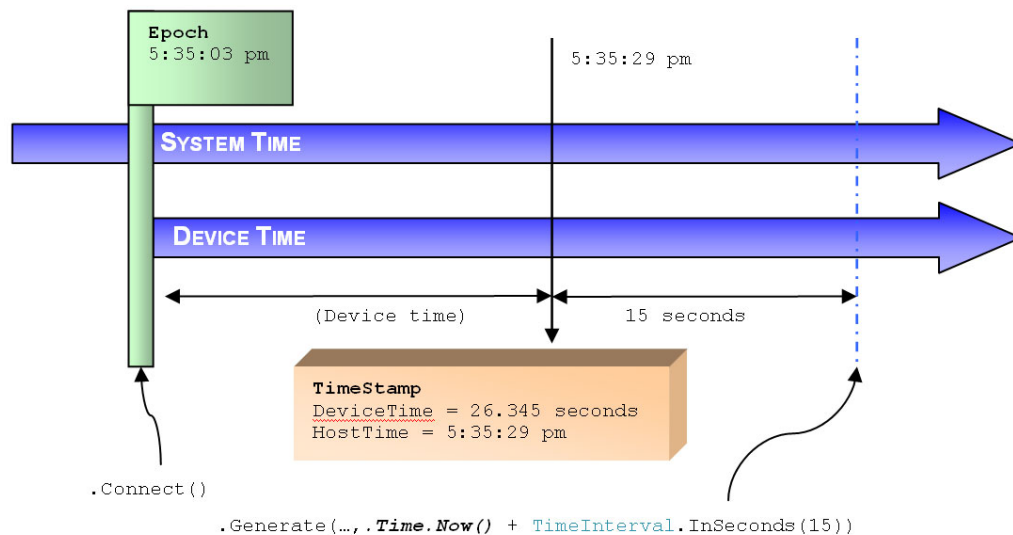 Epoch
5:35:03 pm
5:35:29 pm
SYSTEM TIME
DEVICE TIME
(Device time)
15 seconds
TimeStamp
DeviceTime = 26.345 seconds
HostTime = 5:35:29 pm
.Connect()
.Generate(…,.Time.Now() + TimeInterval.InSeconds(15))